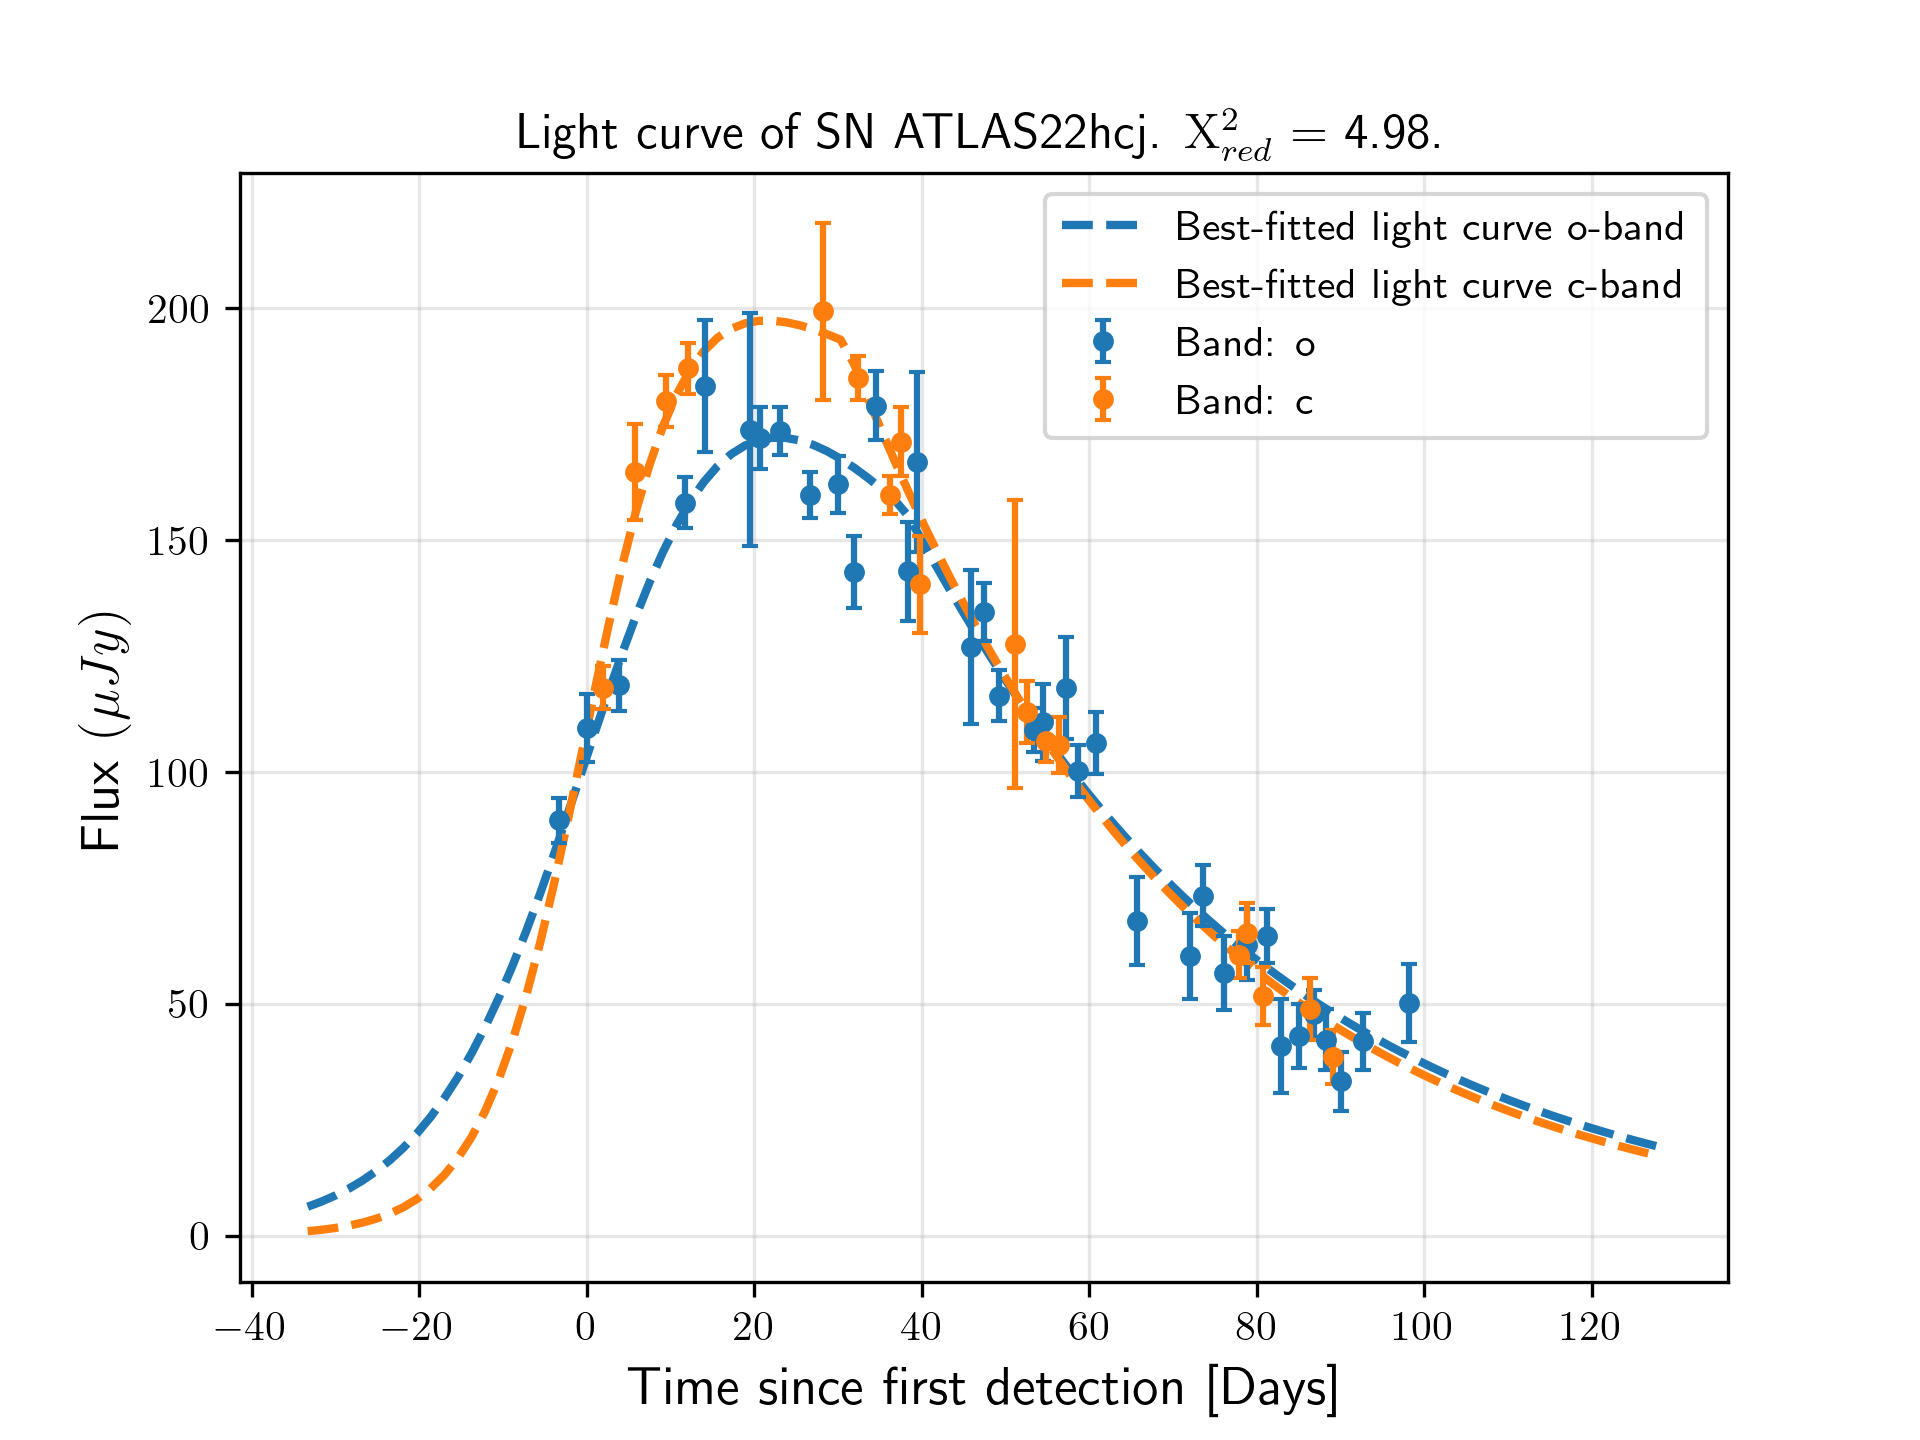 Light curve of SN ATLAS22hcj. X²_red = 4.98.
Best-fitted light curve o-band
Best-fitted light curve c-band
Band: o
Band: c
Flux (μJy)
200
150
100
50
0
−40 −20 0 20 40 60 80 100 120
Time since first detection [Days]